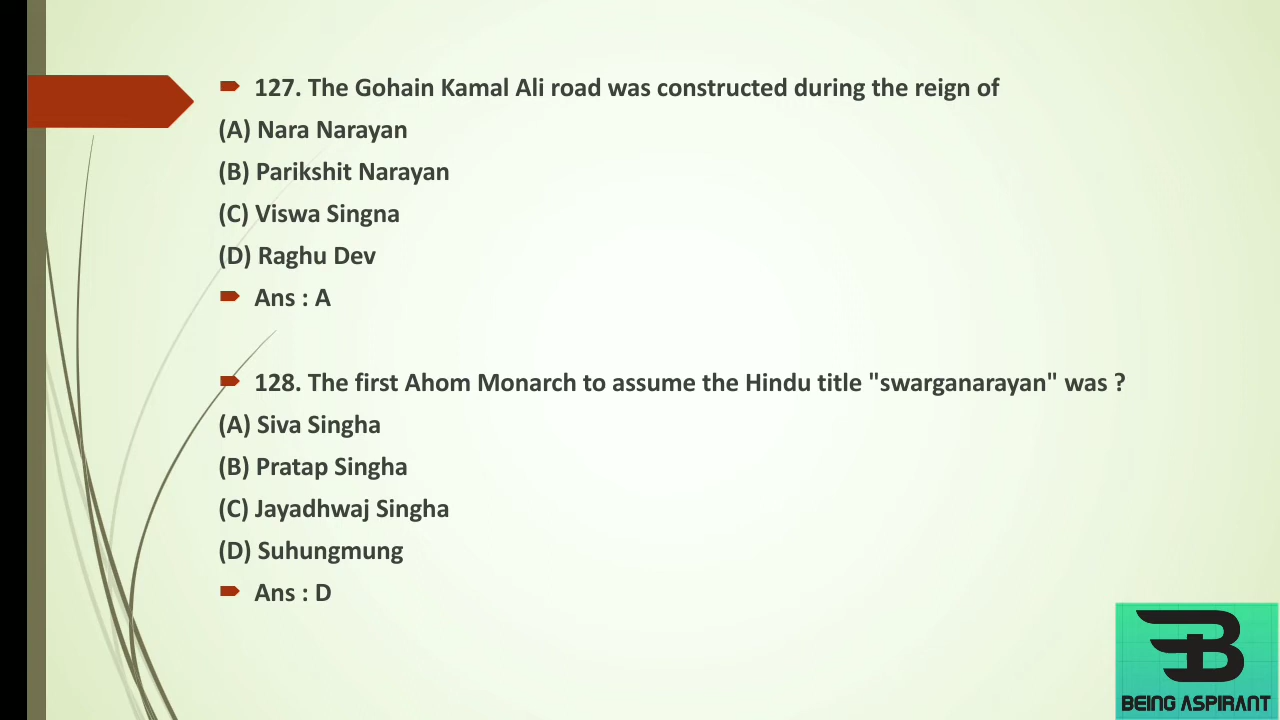 127. The Gohain Kamal Ali road was constructed during the reign of
(A) Nara Narayan
(B) Parikshit Narayan
(C) Viswa Singna
(D) Raghu Dev
Ans : A
128. The first Ahom Monarch to assume the Hindu title "swarganarayan" was ?
(A) Siva Singha
(B) Pratap Singha
(C) Jayadhwaj Singha
(D) Suhungmung
Ans : D
BEING ASPIRANT